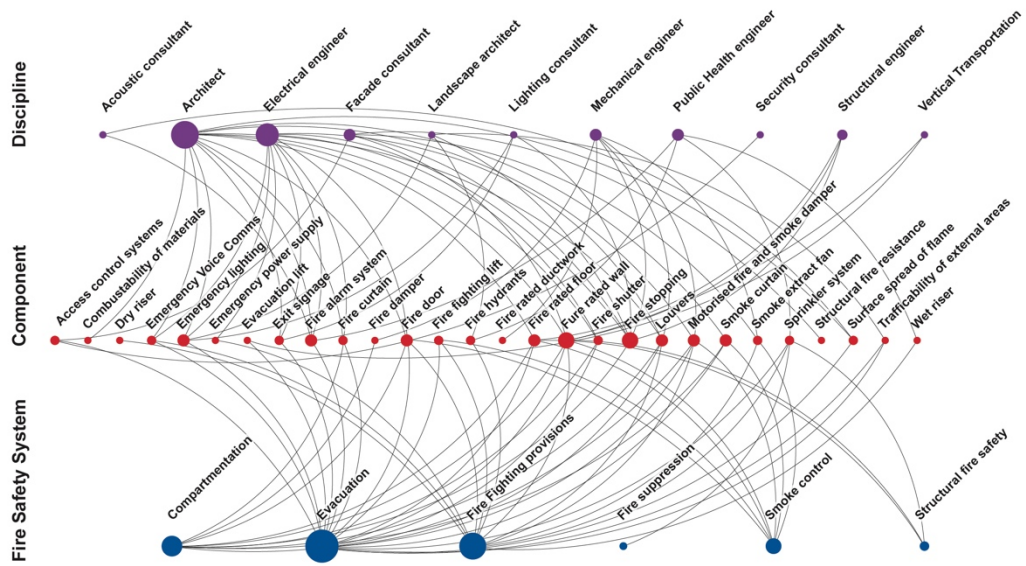 Discipline
Acoustic consultant
Architect
Electrical engineer
Facade consultant
Landscape architect
Lighting consultant
Mechanical engineer
Public Health engineer
Security consultant
Structural engineer
Vertical Transportation
Component
Access control systems
Combustability of materials
Dry riser
Emergency Voice Comms
Emergency lighting
Emergency power supply
Evacuation lift
Exit signage
Fire alarm system
Fire curtain
Fire damper
Fire door
Fire fighting lift
Fire hydrants
Fire rated ductwork
Fire rated floor
Fure rated wall
Fire shutter
Fire stopping
Louvers
Motorised fire and smoke damper
Smoke curtain
Smoke extract fan
Sprinkler system
Structural fire resistance
Surface spread of flame
Trafficability of external areas
Wet riser
Fire Safety System
Compartmentation
Evacuation
Fire Fighting provisions
Fire suppression
Smoke control
Structural fire safety